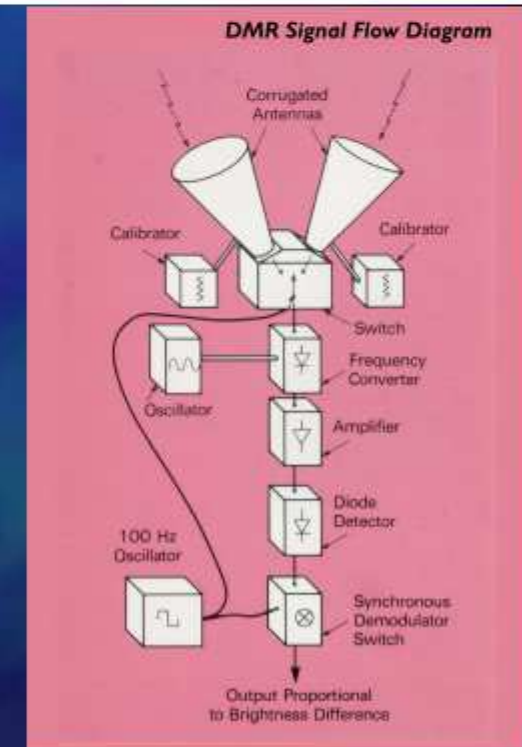 DMR Signal Flow Diagram
Corrugated
Antennas
Calibrator
Calibrator
Switch
Frequency
Converter
Oscillator
Amplifier
Diode
Detector
100 Hz
Oscillator
Synchronous
Demodulator
Switch
Output Proportional
to Brightness Difference